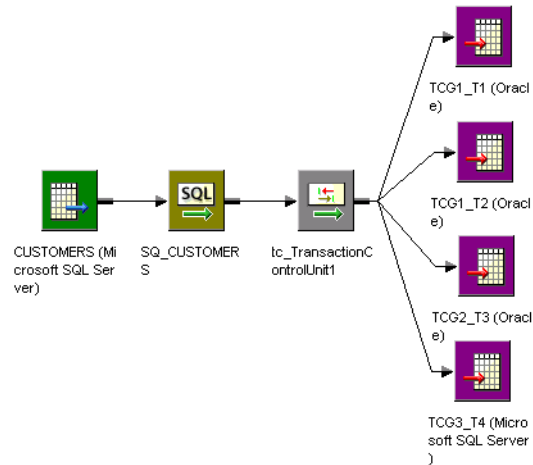 TCG1_T1 (Oracl
e)
SQL
TCG1_T2 (Oracl
e)
CUSTOMERS (Mi
crosoft SQL Ser
ver)
SQ_CUSTOMER
S
tc_TransactionC
ontrolUnit1
TCG2_T3 (Oracl
e)
TCG3_T4 (Micro
soft SQL Server
)